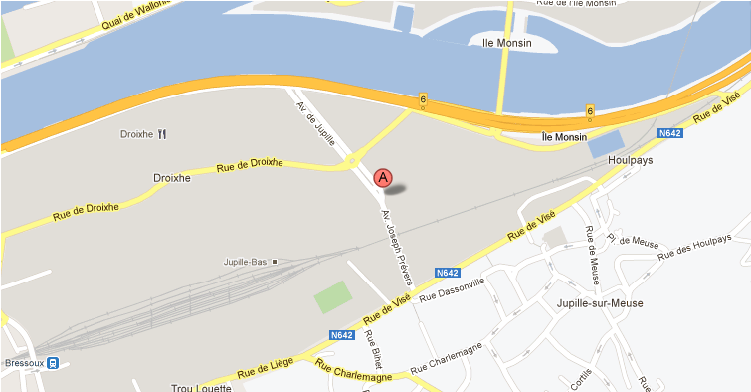 Rue de l'Ile Monsin
Quai de Wallonie
Ile Monsin
6
6
Rue de Visé
Av. de Jupille
Droixhe
Île Monsin
N642
Rue de Droixhe
Houlpays
A
Droixhe
Rue de Droixhe
Av. Joseph Prévers
Rue de Visé
Pl. de Meuse
Rue des Houlpays
Rue de Meuse
Jupille-Bas
N642
Rue Dassonville
Rue de Visé
Jupille-sur-Meuse
N642
Rue Bihet
Rue Charlemagne
Rue de Liège
Bressoux
Rue Charlemagne
Cortils
Trou Louette